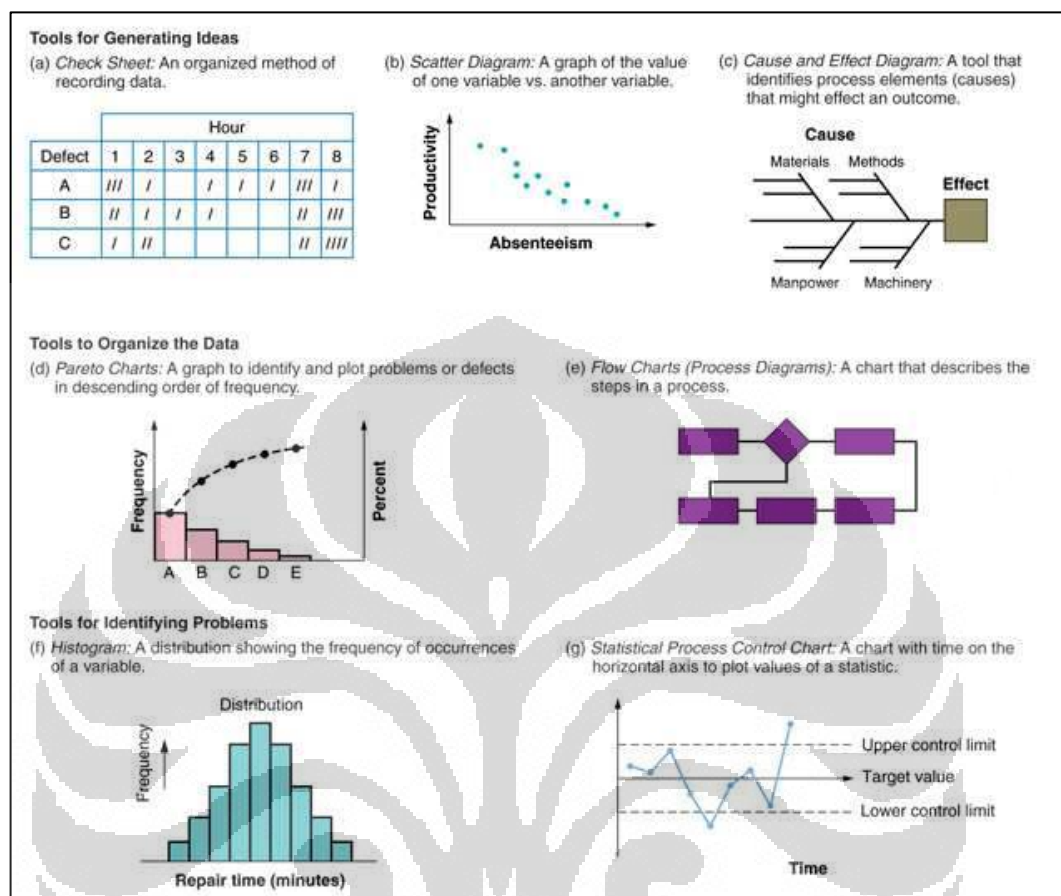 Tools for Generating Ideas
(a) Check Sheet: An organized method of
recording data.
Hour
Defect 1 2 3 4 5 6 7 8
A /// / / / / /// /
B // / / / // ///
C / // // ////
(b) Scatter Diagram: A graph of the value
of one variable vs. another variable.
Productivity
Absenteeism
(c) Cause and Effect Diagram: A tool that
identifies process elements (causes)
that might effect an outcome.
Cause
Materials Methods
Effect
Manpower Machinery
Tools to Organize the Data
(d) Pareto Charts: A graph to identify and plot problems or defects
in descending order of frequency.
Frequency
Percent
A B C D E
(e) Flow Charts (Process Diagrams): A chart that describes the
steps in a process.
Tools for Identifying Problems
(f) Histogram: A distribution showing the frequency of occurrences
of a variable.
Distribution
Frequency
Repair time (minutes)
(g) Statistical Process Control Chart: A chart with time on the
horizontal axis to plot values of a statistic.
Upper control limit
Target value
Lower control limit
Time